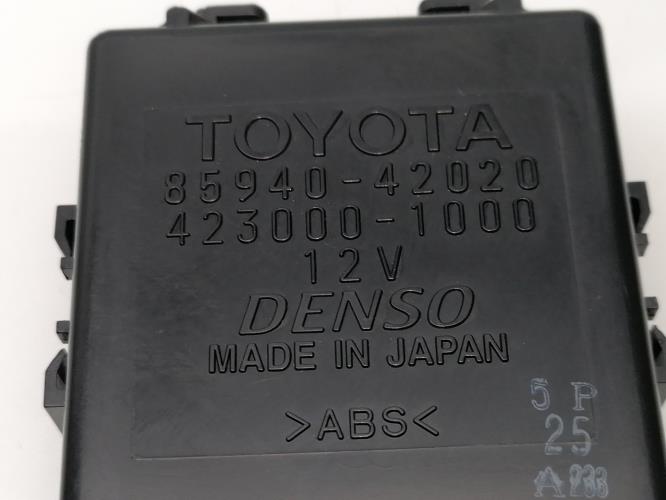 TOYOTA
85940-42020
423000-1000
12V
DENSO
MADE IN JAPAN
>ABS<
5 P
25
A